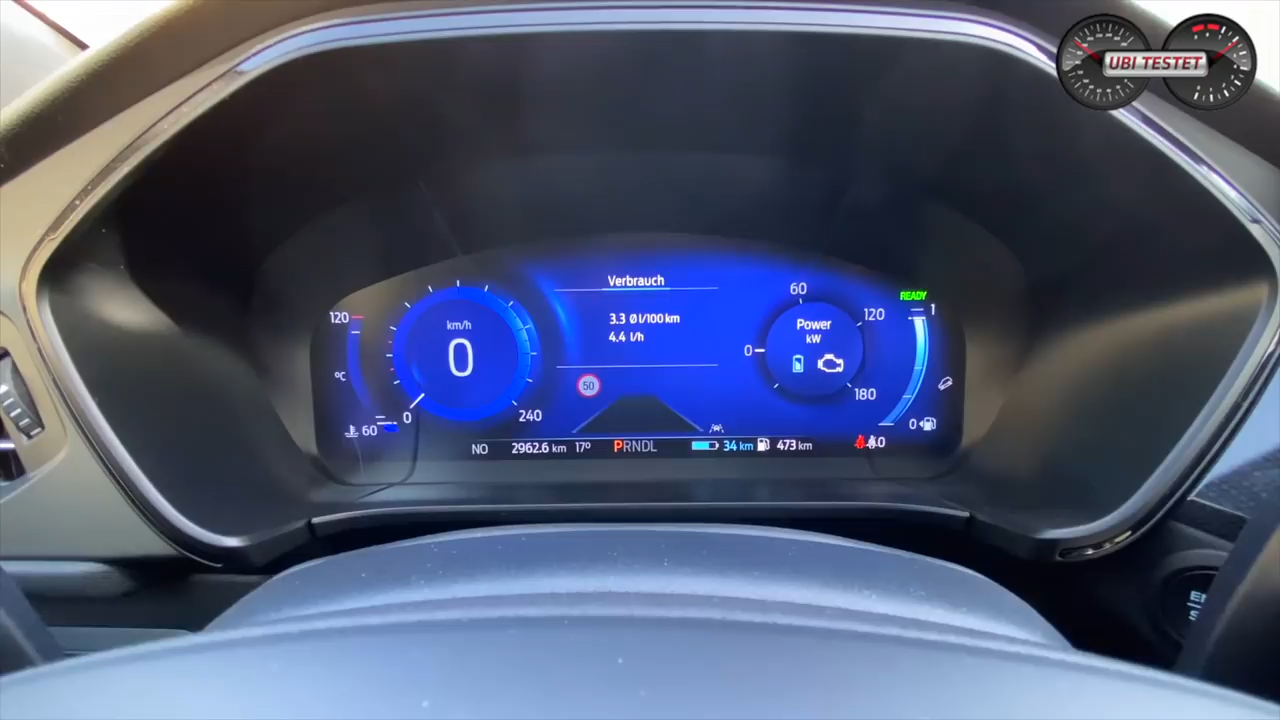 UBI TESTET
Verbrauch
3.3 Ø l/100 km
4.4 l/h
km/h
0
0
240
120
°C
60
50
60
0
120
180
Power
kW
READY
1
0
NO 2962.6 km 17° PRNDL 34 km 473 km